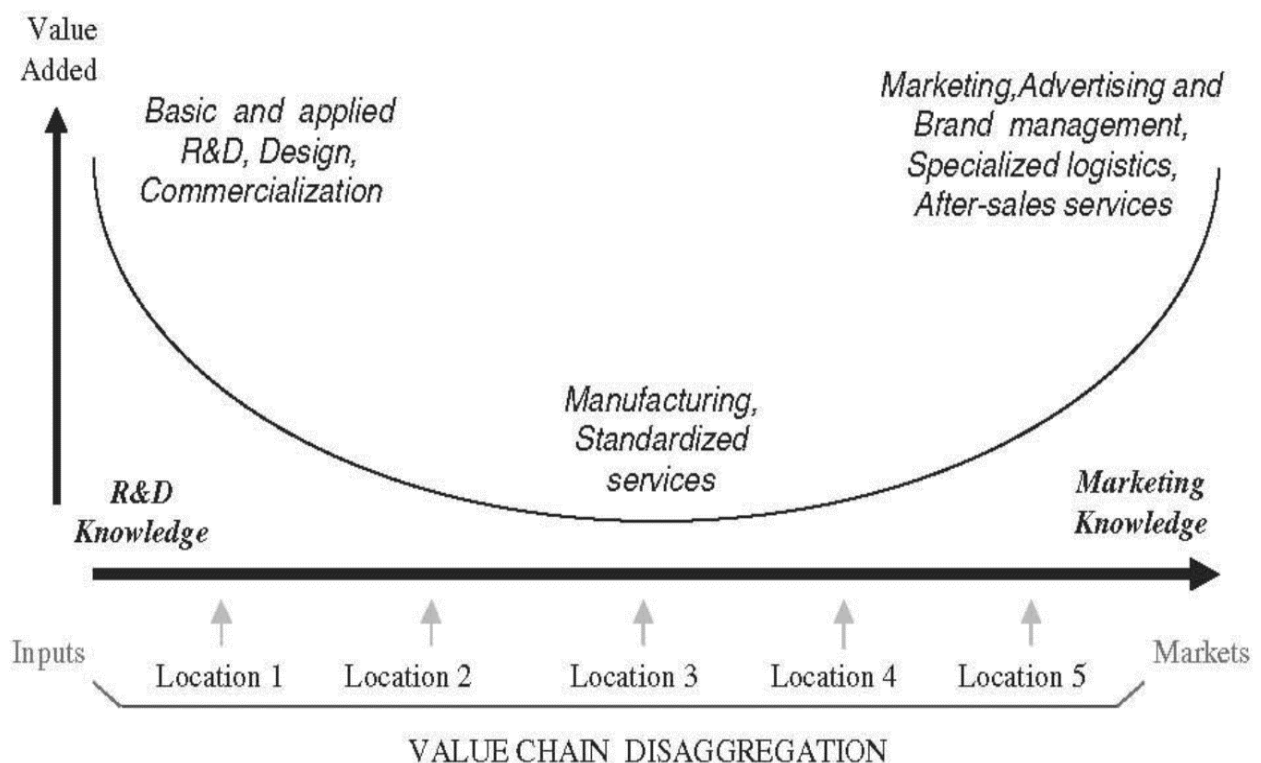 Value
Added
Basic and applied
R&D, Design,
Commercialization
Marketing,Advertising and
Brand management,
Specialized logistics,
After-sales services
Manufacturing,
Standardized
services
R&D
Knowledge
Marketing
Knowledge
Inputs
Markets
Location 1
Location 2
Location 3
Location 4
Location 5
VALUE CHAIN DISAGGREGATION